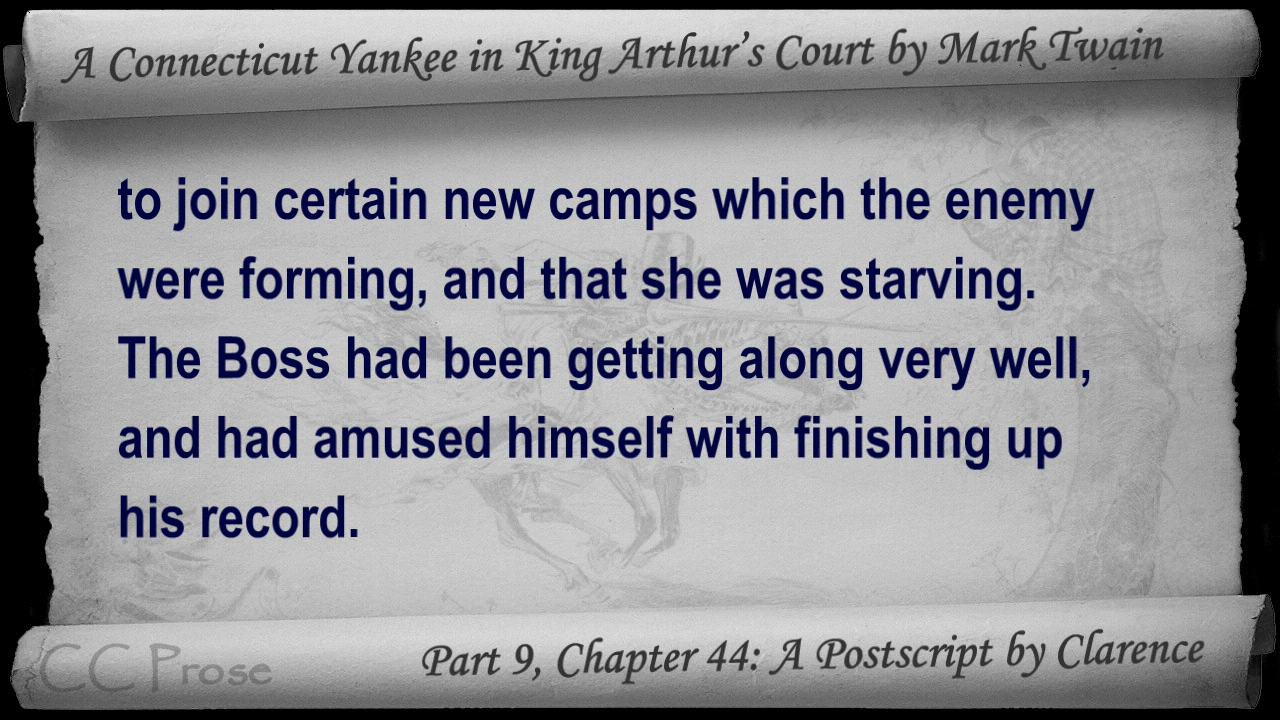 A Connecticut Yankee in King Arthur's Court by Mark Twain
to join certain new camps which the enemy
were forming, and that she was starving.
The Boss had been getting along very well,
and had amused himself with finishing up
his record.
CC Prose
Part 9, Chapter 44: A Postscript by Clarence